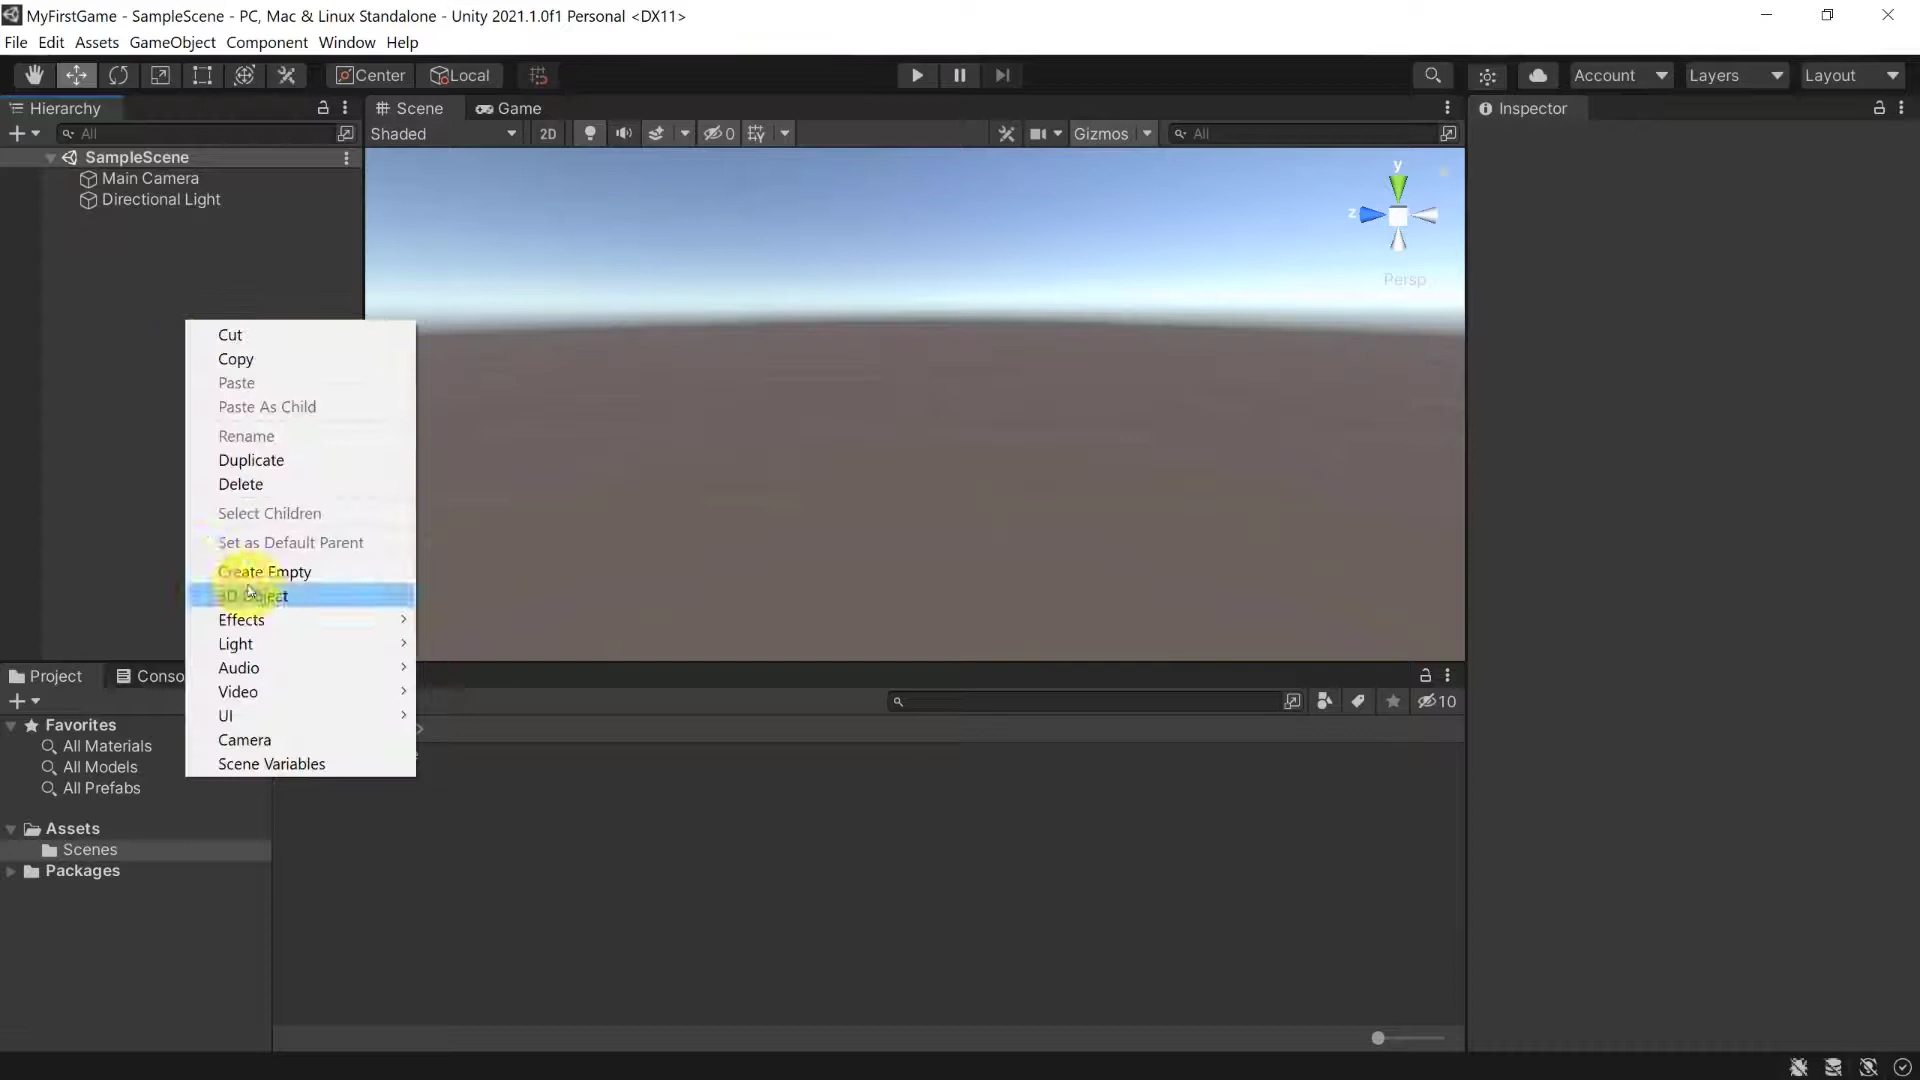 MyFirstGame - SampleScene - PC, Mac & Linux Standalone - Unity 2021.1.0f1 Personal <DX11>
File Edit Assets GameObject Component Window Help
Center Local Account Layers Layout
Hierarchy Scene Game Inspector
All Shaded 2D 0 Gizmos All
SampleScene
Main Camera
Directional Light
y
z
Persp
Cut
Copy
Paste
Paste As Child
Rename
Duplicate
Delete
Select Children
Set as Default Parent
Create Empty
3D Object
Effects
Light
Audio
Video
UI
Camera
Scene Variables
Project Conso
10
Favorites
All Materials
All Models
All Prefabs
Assets
Scenes
Packages